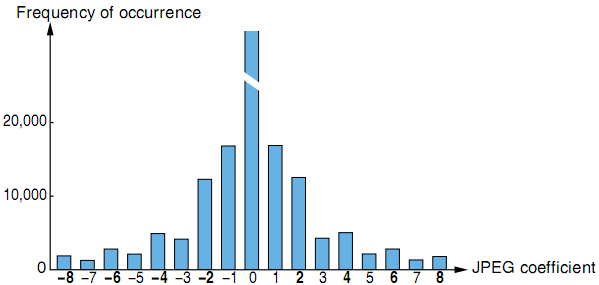 Frequency of occurrence
20,000
10,000
0
−8 −7 −6 −5 −4 −3 −2 −1 0 1 2 3 4 5 6 7 8
JPEG coefficient